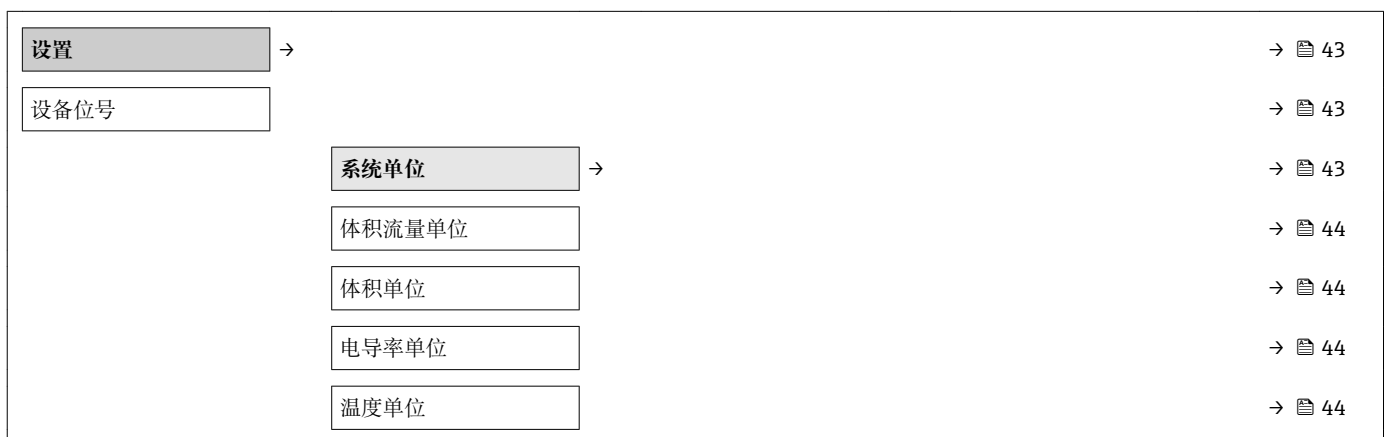 设置 → → 43
设备位号 → 43
系统单位 → → 43
体积流量单位 → 44
体积单位 → 44
电导率单位 → 44
温度单位 → 44